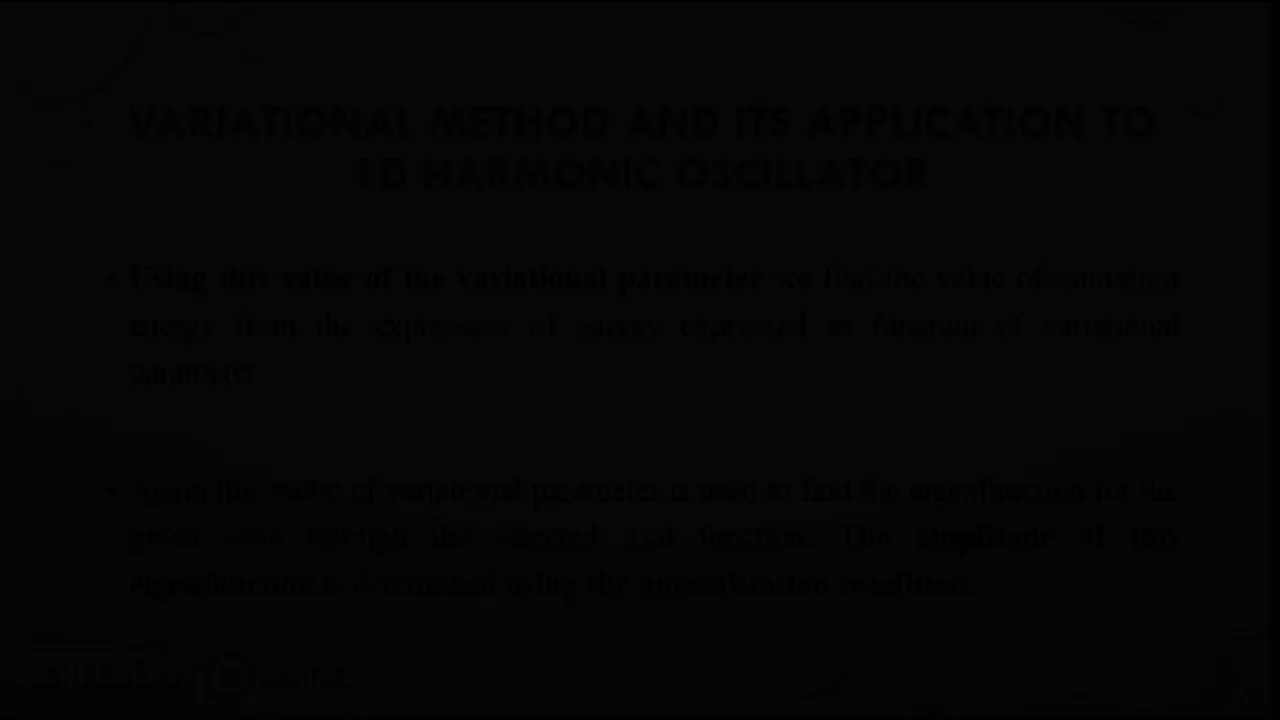 VARIATIONAL METHOD AND ITS APPLICATION TO
1D HARMONIC OSCILLATOR
• Using this value of the variational parameter we find the value of minimum
energy from the expression of energy expressed as function of variational
parameter.
• Again this value of variational parameter is used to find the eigenfunction for the
given state through the selected trial function. The amplitude of this
eigenfunction is determined using the normalization condition.